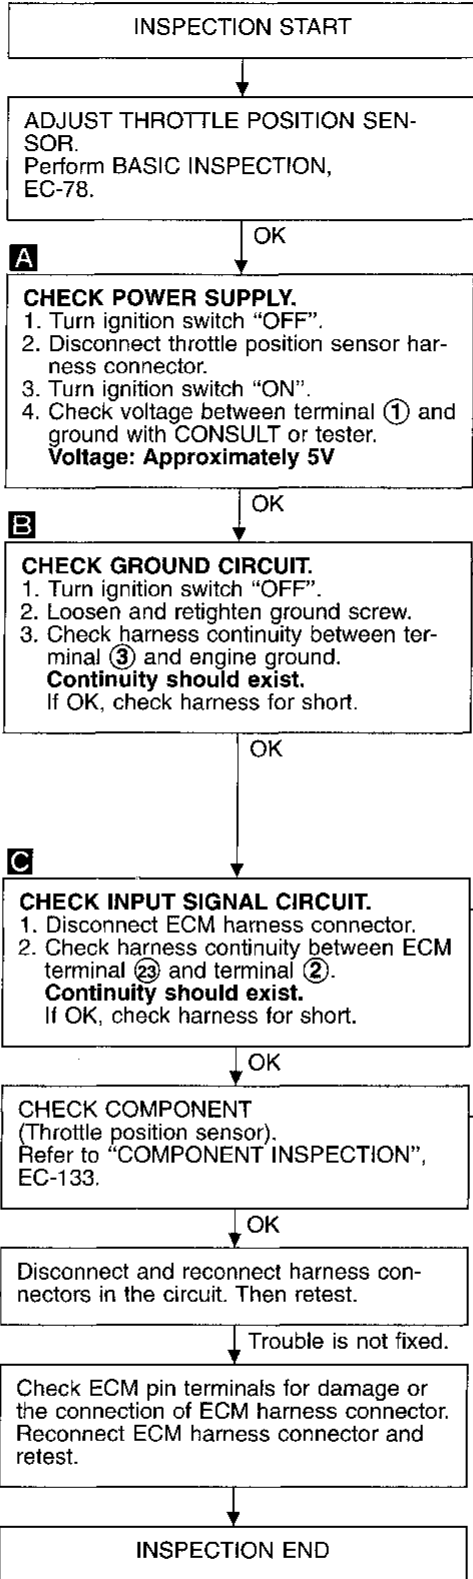 INSPECTION START
ADJUST THROTTLE POSITION SEN-
SOR.
Perform BASIC INSPECTION,
EC-78.
OK
A
CHECK POWER SUPPLY.
1. Turn ignition switch “OFF”.
2. Disconnect throttle position sensor har-
ness connector.
3. Turn ignition switch “ON”.
4. Check voltage between terminal ① and
ground with CONSULT or tester.
Voltage: Approximately 5V
OK
B
CHECK GROUND CIRCUIT.
1. Turn ignition switch “OFF”.
2. Loosen and retighten ground screw.
3. Check harness continuity between ter-
minal ③ and engine ground.
Continuity should exist.
If OK, check harness for short.
OK
C
CHECK INPUT SIGNAL CIRCUIT.
1. Disconnect ECM harness connector.
2. Check harness continuity between ECM
terminal ㉓ and terminal ②.
Continuity should exist.
If OK, check harness for short.
OK
CHECK COMPONENT
(Throttle position sensor).
Refer to “COMPONENT INSPECTION”,
EC-133.
OK
Disconnect and reconnect harness con-
nectors in the circuit. Then retest.
Trouble is not fixed.
Check ECM pin terminals for damage or
the connection of ECM harness connector.
Reconnect ECM harness connector and
retest.
INSPECTION END